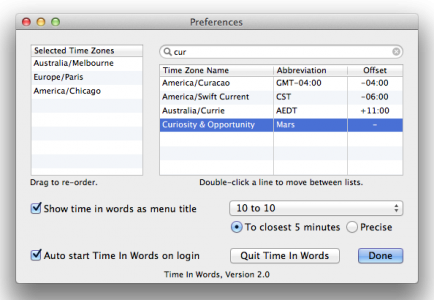 Preferences
Selected Time Zones
Australia/Melbourne
Europe/Paris
America/Chicago
Drag to re-order.
cur
Time Zone Name Abbreviation Offset
America/Curacao GMT-04:00 -04:00
America/Swift Current CST -06:00
Australia/Currie AEDT +11:00
Curiosity & Opportunity Mars -
Double-click a line to move between lists.
Show time in words as menu title
10 to 10
To closest 5 minutes Precise
Auto start Time In Words on login
Quit Time In Words
Done
Time In Words, Version 2.0